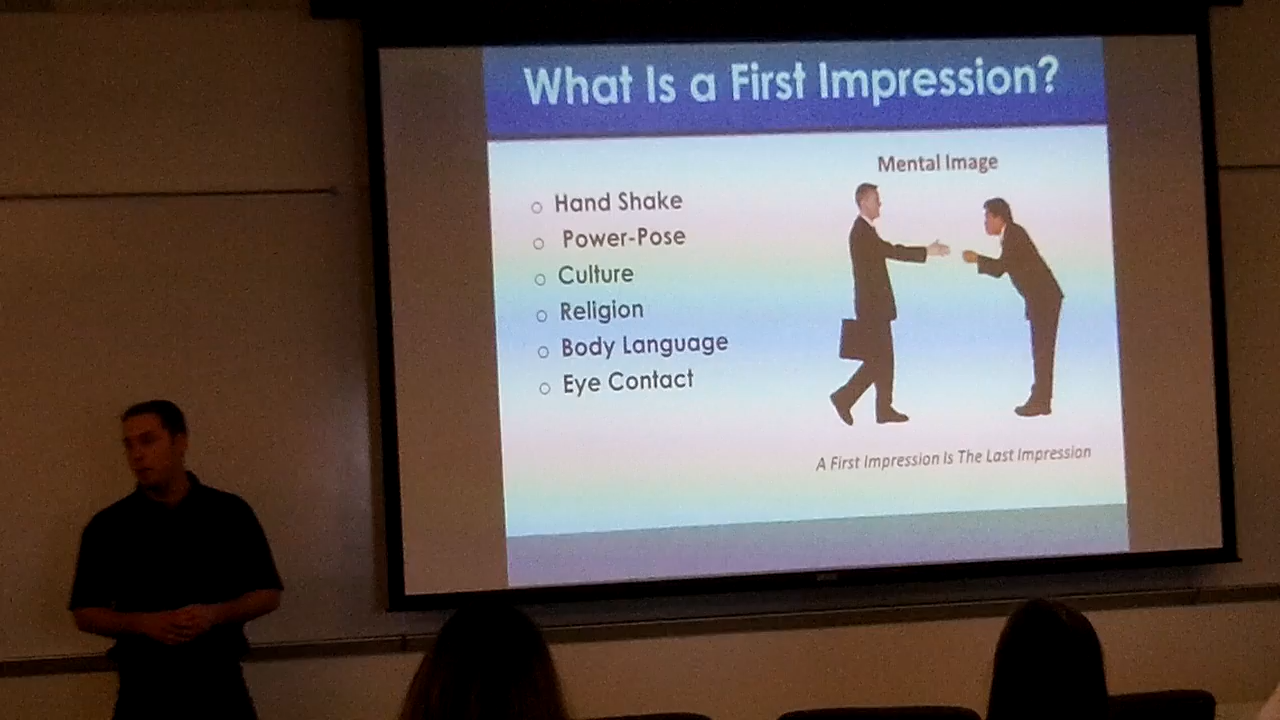 What Is a First Impression?
Mental Image
Hand Shake
Power-Pose
Culture
Religion
Body Language
Eye Contact
A First Impression Is The Last Impression